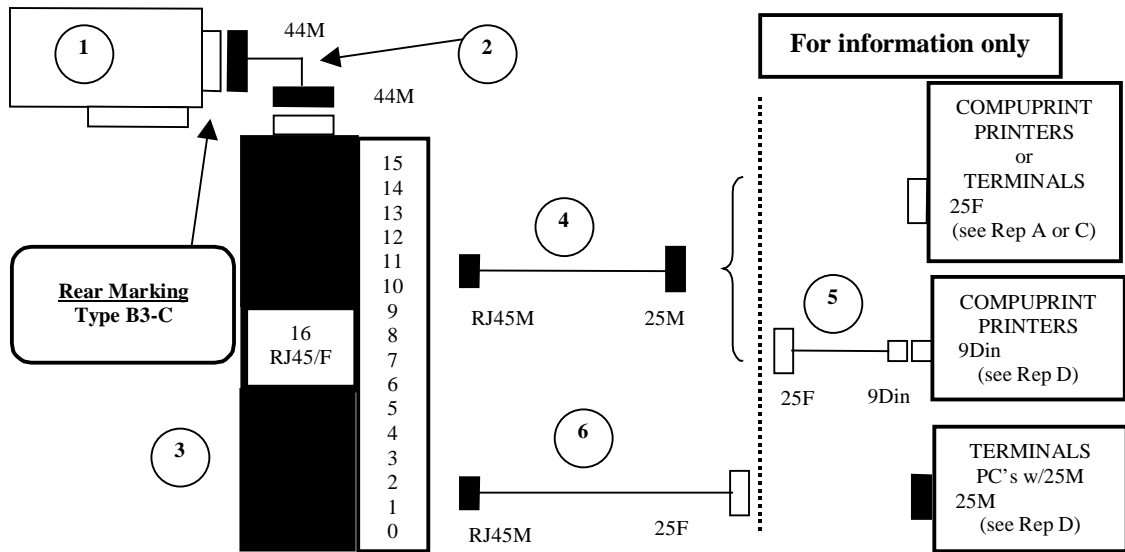 1
44M
2
For information only
44M
COMPUPRINT
PRINTERS
or
TERMINALS
25F
(see Rep A or C)
15
14
13
12
11
10
9
8
7
6
5
4
3
2
1
0
4
Rear Marking
Type B3-C
16
RJ45/F
RJ45M
25M
5
COMPUPRINT
PRINTERS
9Din
(see Rep D)
25F
9Din
3
6
RJ45M
25F
TERMINALS
PC's w/25M
25M
(see Rep D)